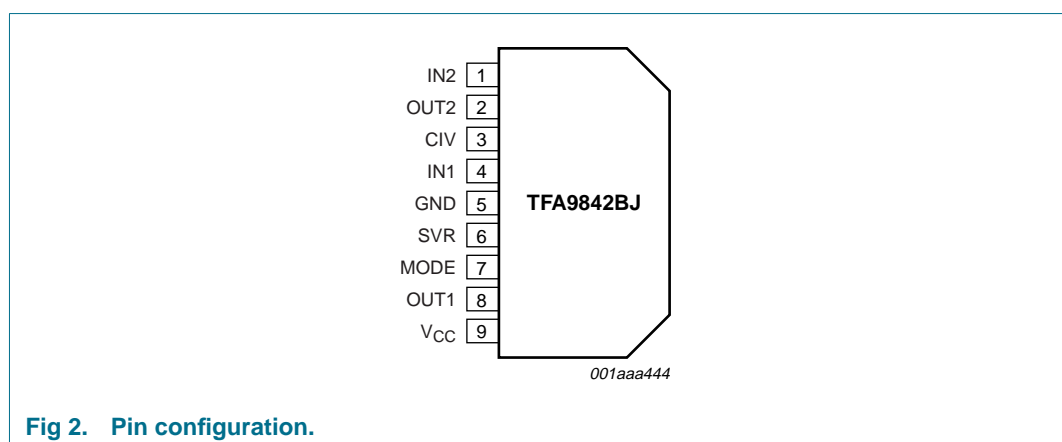 IN2 1
OUT2 2
CIV 3
IN1 4
GND 5
SVR 6
MODE 7
OUT1 8
VCC 9
TFA9842BJ
001aaa444
Fig 2. Pin configuration.